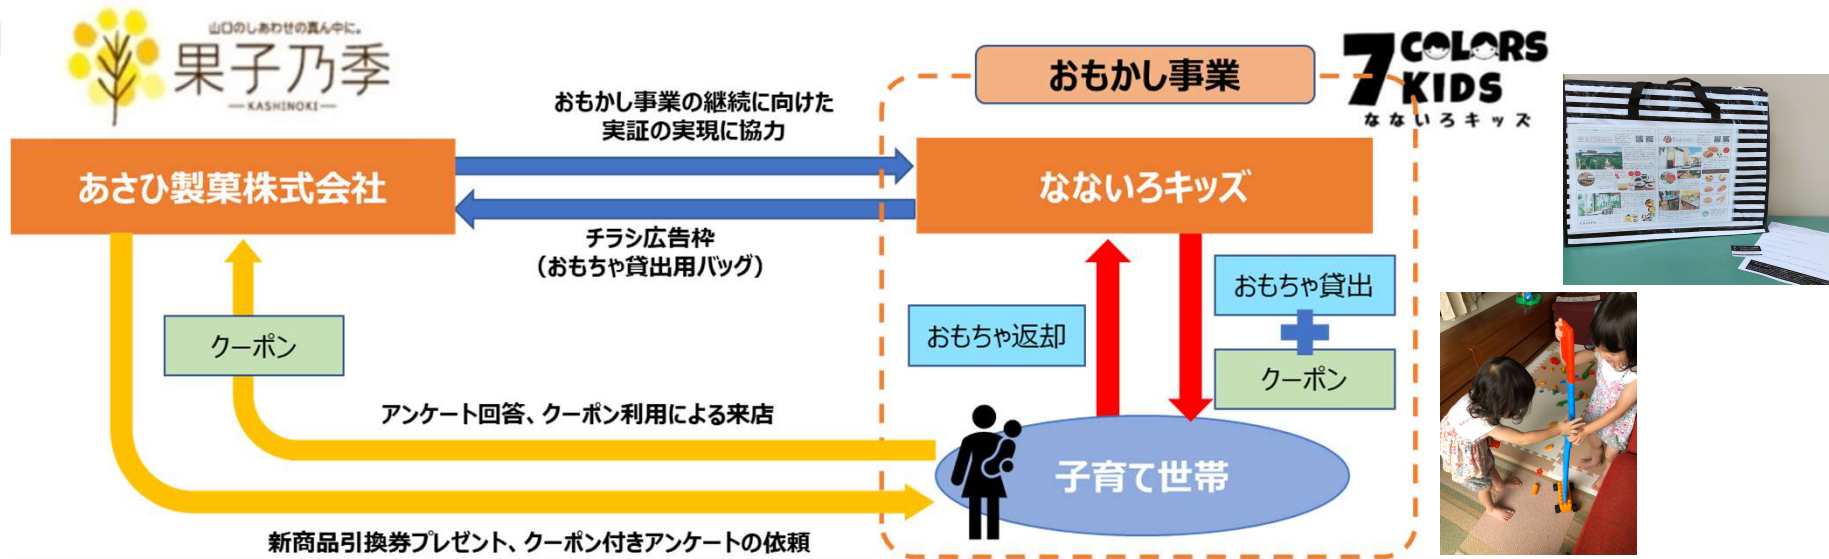 山口のしあわせの真ん中に。
果子乃季
KASHINOKI
おもかし事業の継続に向けた
実証の実現に協力
おもかし事業
7 COLORS
KIDS
なないろキッズ
あさひ製菓株式会社
なないろキッズ
チラシ広告枠
（おもちゃ貸出用バッグ）
おもちゃ貸出
おもちゃ返却
クーポン
クーポン
アンケート回答、クーポン利用による来店
子育て世帯
新商品引換券プレゼント、クーポン付きアンケートの依頼